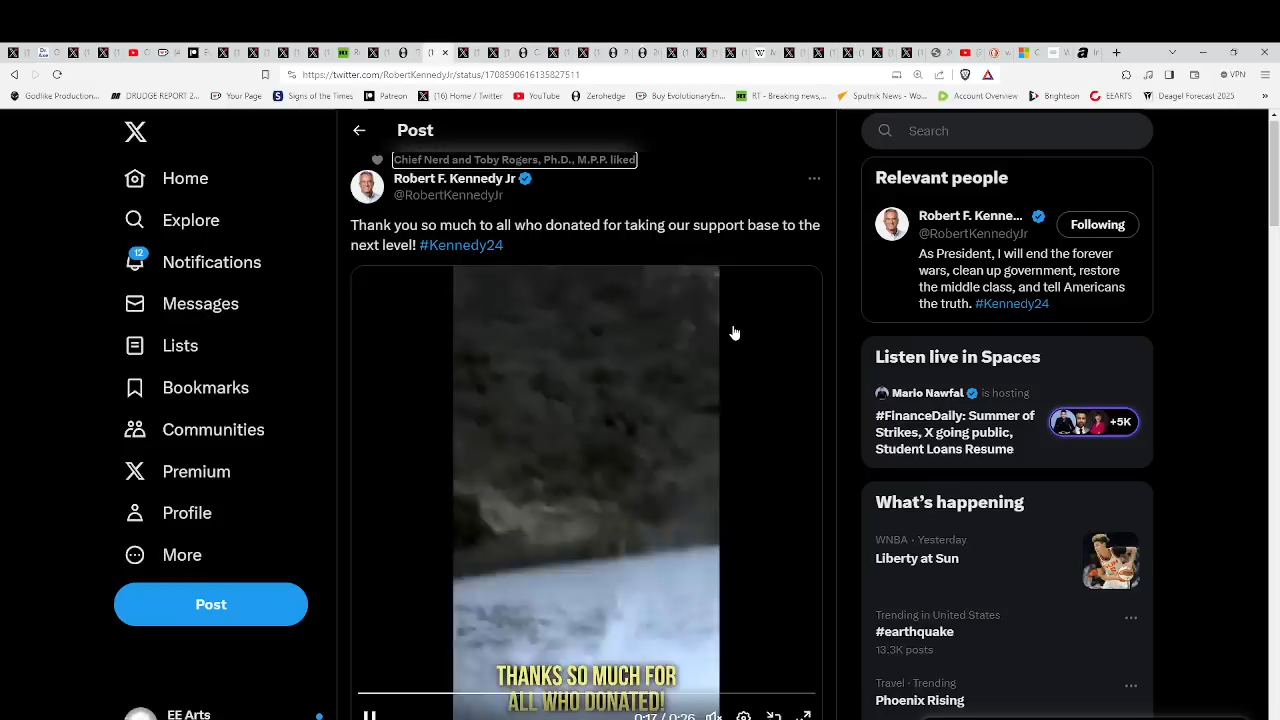 https://twitter.com/RobertKennedyJr/status/1708590616135827511
VPN
Godlike Production...
DRUDGE REPORT 2...
Your Page
Signs of the Times
Patreon
(16) Home / Twitter
YouTube
Zerohedge
Buy EvolutionaryEn...
RT - Breaking news,...
Sputnik News - Wo...
Account Overview
Brighteon
EEARTS
Deagel Forecast 2025
Home
Explore
12
Notifications
Messages
Lists
Bookmarks
Communities
Premium
Profile
More
Post
EE Arts
Post
Chief Nerd and Toby Rogers, Ph.D., M.P.P. liked
Robert F. Kennedy Jr
@RobertKennedyJr
Thank you so much to all who donated for taking our support base to the
next level! #Kennedy24
THANKS SO MUCH FOR
ALL WHO DONATED!
0:17 / 0:26
Search
Relevant people
Robert F. Kenne...
@RobertKennedyJr
Following
As President, I will end the forever
wars, clean up government, restore
the middle class, and tell Americans
the truth. #Kennedy24
Listen live in Spaces
Mario Nawfal is hosting
#FinanceDaily: Summer of
Strikes, X going public,
Student Loans Resume
+5K
What's happening
WNBA · Yesterday
Liberty at Sun
Trending in United States
#earthquake
13.3K posts
Travel · Trending
Phoenix Rising